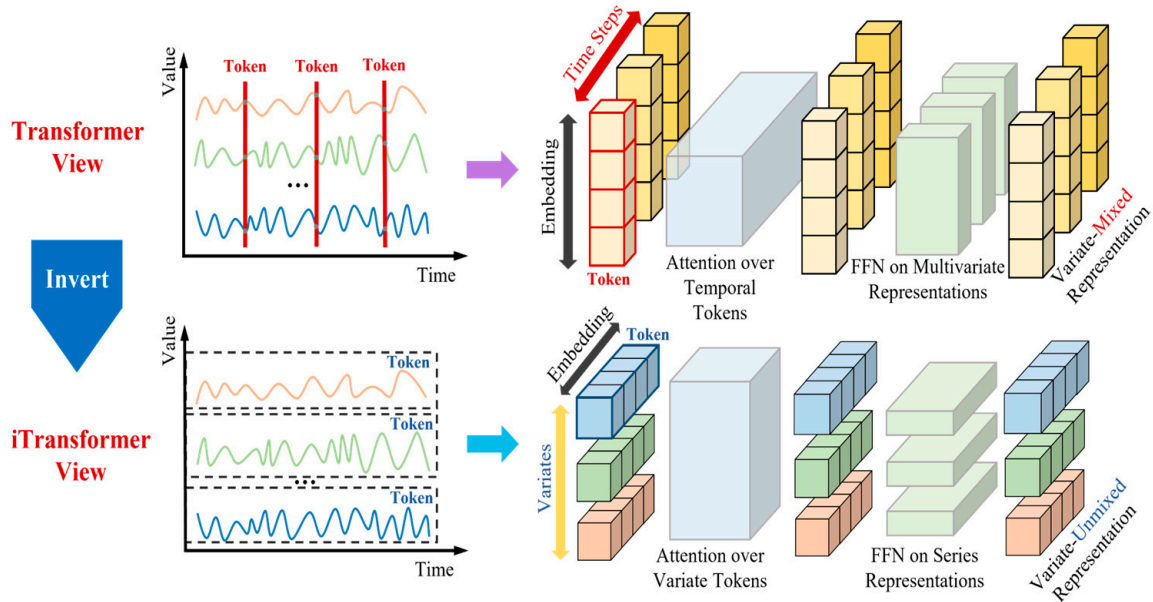 Transformer
View
Value
Token
Token
Token
...
Time
Time Steps
Embedding
Token
Attention over
Temporal
Tokens
FFN on Multivariate
Representations
Variate-Mixed
Representation
Invert
iTransformer
View
Value
Token
Token
...
Token
Time
Embedding
Token
Variates
Attention over
Variate Tokens
FFN on Series
Representations
Variate-Unmixed
Representation